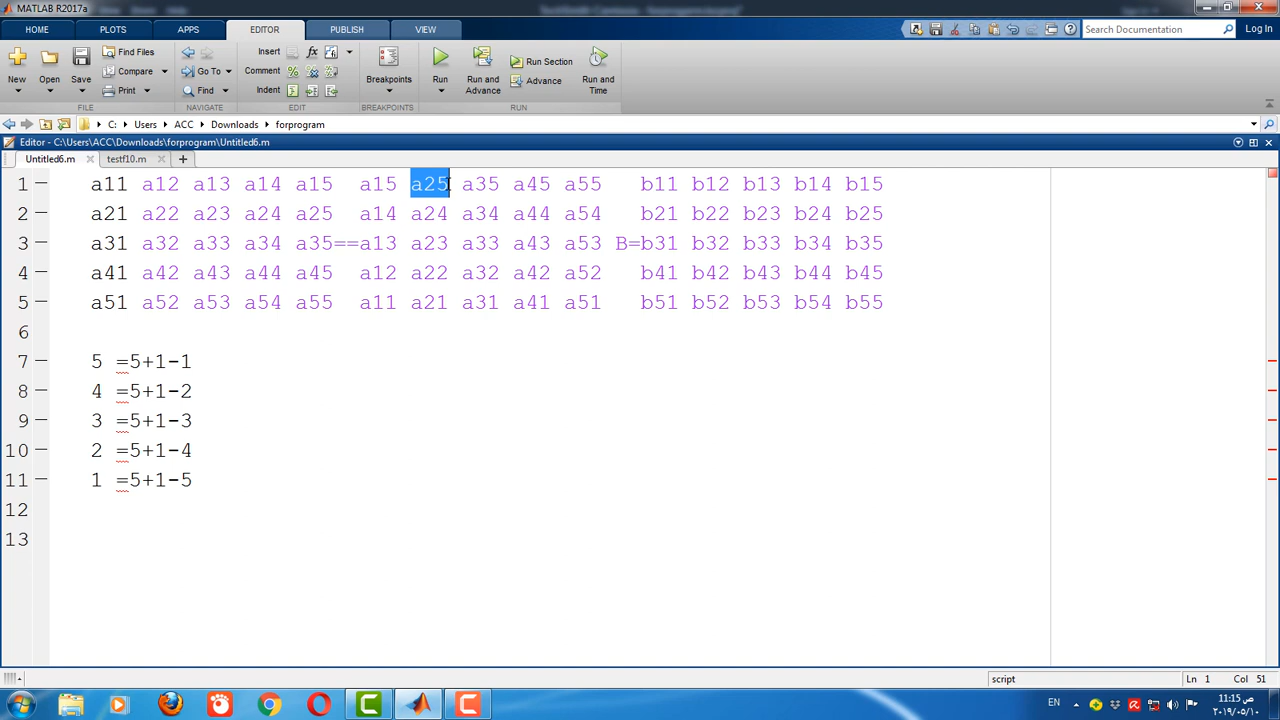 MATLAB R2017a
HOME PLOTS APPS EDITOR PUBLISH VIEW
Search Documentation Log In
New Open Save Find Files Compare Print Go To Find Insert Comment Indent fx Breakpoints Run Run and Advance Run Section Advance Run and Time
FILE NAVIGATE EDIT BREAKPOINTS RUN
C: Users ACC Downloads forprogram
Editor - C:\Users\ACC\Downloads\forprogram\Untitled6.m
Untitled6.m testf10.m
1 a11 a12 a13 a14 a15 a15 a25 a35 a45 a55 b11 b12 b13 b14 b15
2 a21 a22 a23 a24 a25 a14 a24 a34 a44 a54 b21 b22 b23 b24 b25
3 a31 a32 a33 a34 a35==a13 a23 a33 a43 a53 B=b31 b32 b33 b34 b35
4 a41 a42 a43 a44 a45 a12 a22 a32 a42 a52 b41 b42 b43 b44 b45
5 a51 a52 a53 a54 a55 a11 a21 a31 a41 a51 b51 b52 b53 b54 b55
6
7 5 =5+1-1
8 4 =5+1-2
9 3 =5+1-3
10 2 =5+1-4
11 1 =5+1-5
12
13
script Ln 1 Col 51
EN 11:15 ص
٢٠١٩/٠٥/١٠